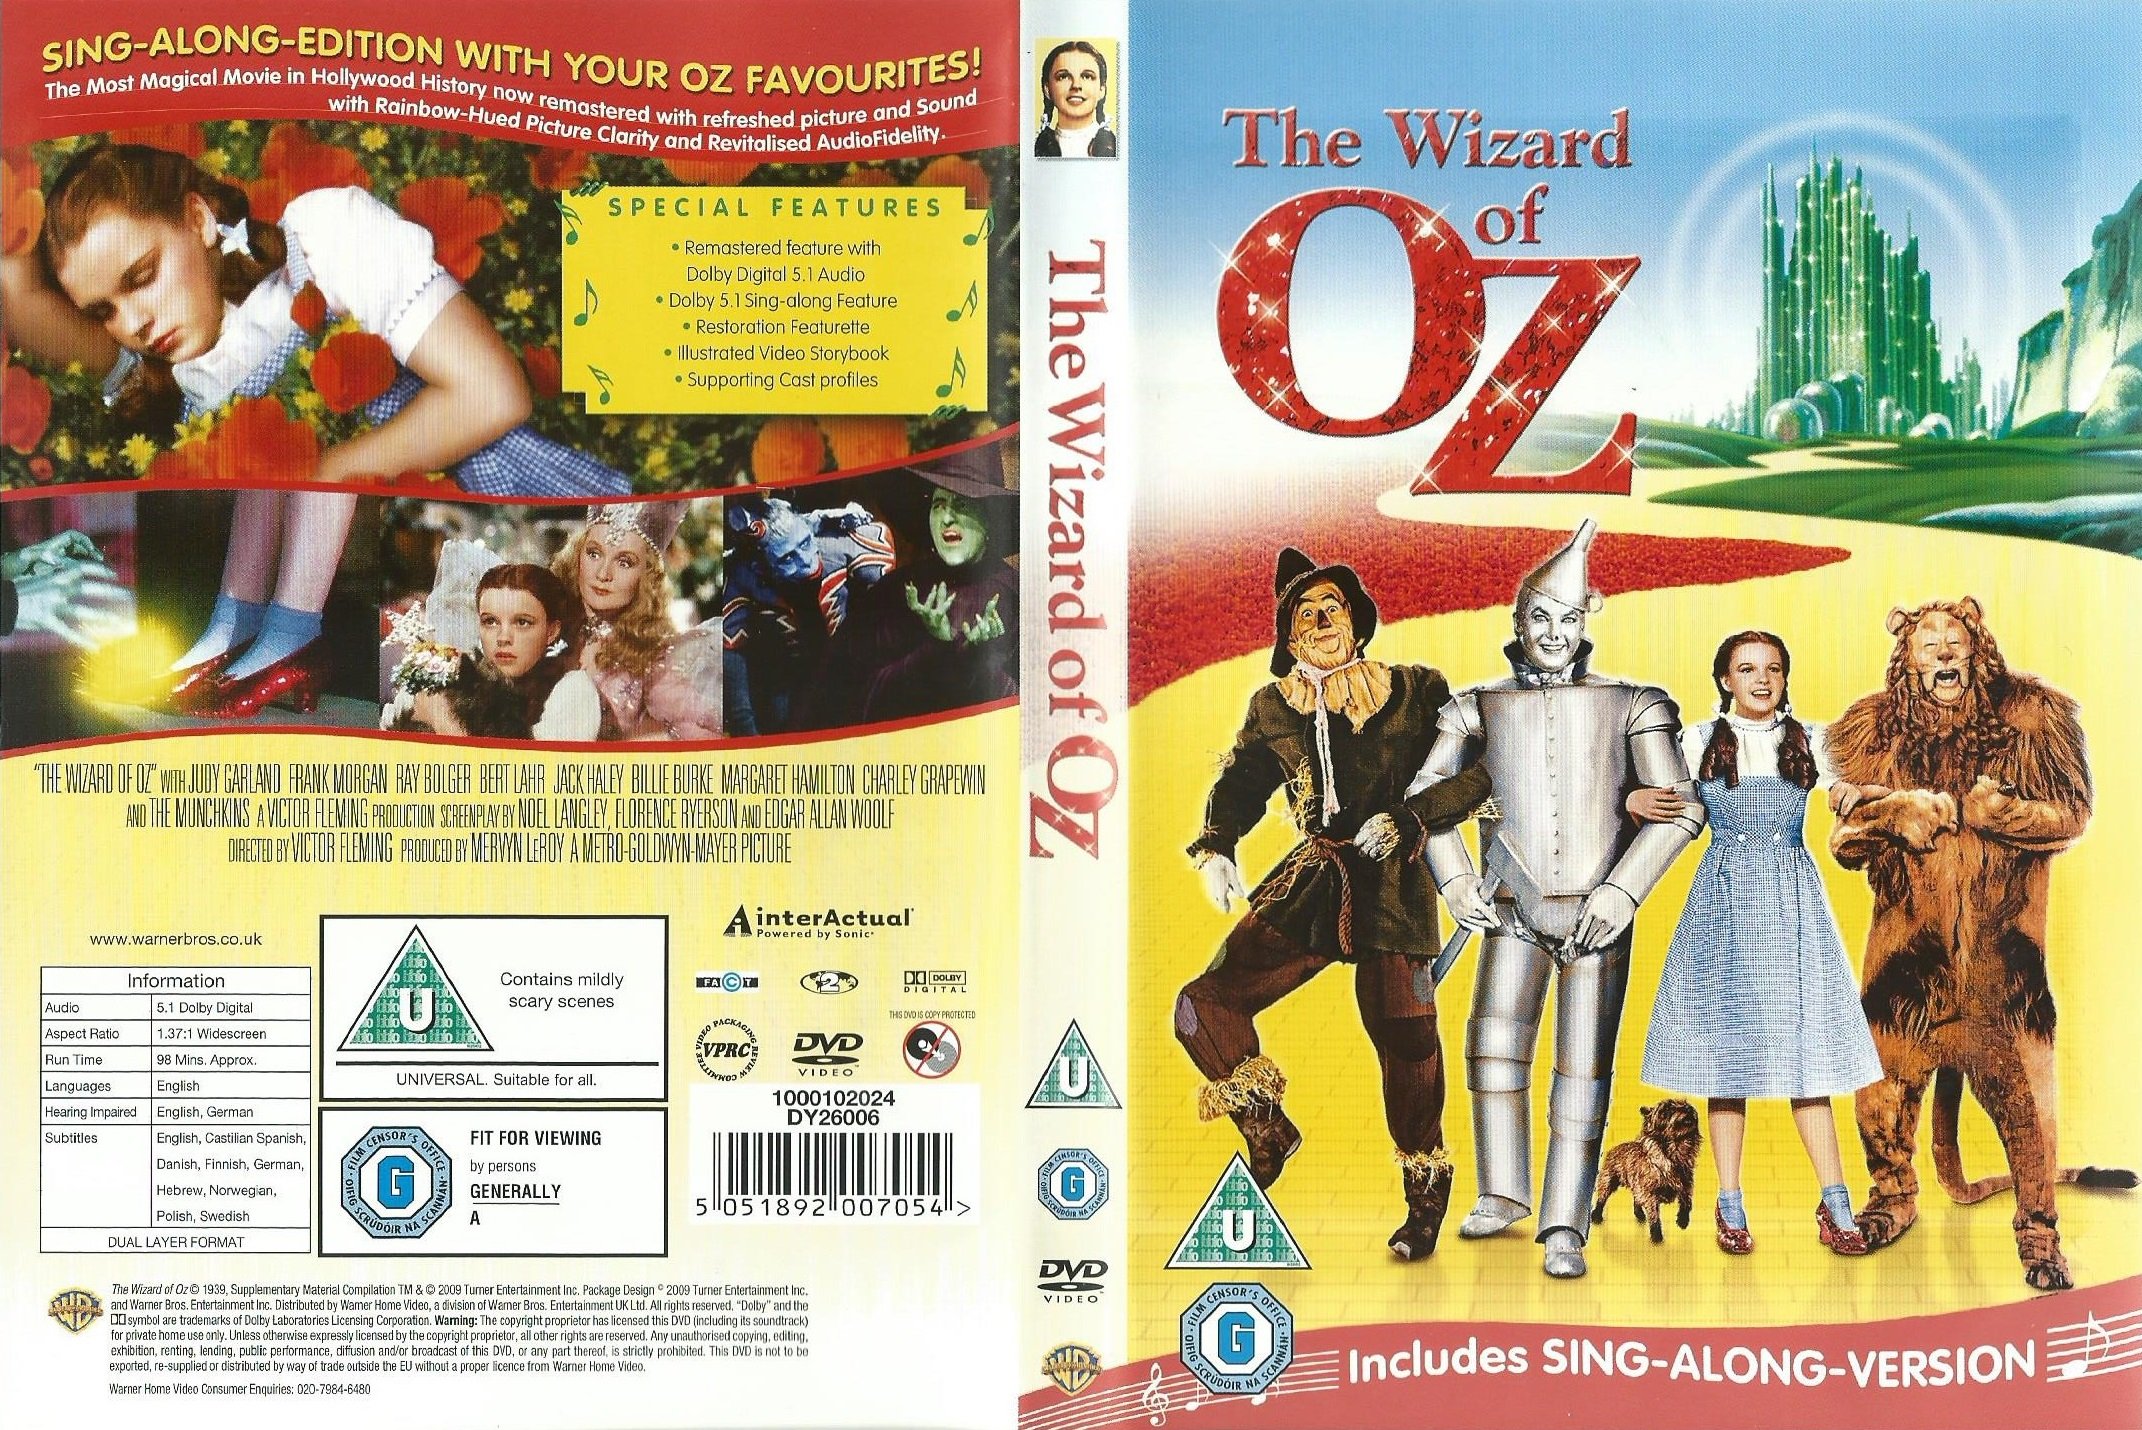 SING-ALONG-EDITION WITH YOUR OZ FAVOURITES!
The Most Magical Movie in Hollywood History now remastered with refreshed picture and Sound
with Rainbow-Hued Picture Clarity and Revitalised AudioFidelity.
SPECIAL FEATURES
• Remastered feature with
Dolby Digital 5.1 Audio
• Dolby 5.1 Sing-along Feature
• Restoration Featurette
• Illustrated Video Storybook
• Supporting Cast profiles
"THE WIZARD OF OZ" WITH JUDY GARLAND FRANK MORGAN RAY BOLGER BERT LAHR JACK HALEY BILLIE BURKE MARGARET HAMILTON CHARLEY GRAPEWIN
AND THE MUNCHKINS A VICTOR FLEMING PRODUCTION SCREENPLAY BY NOEL LANGLEY, FLORENCE RYERSON AND EDGAR ALLAN WOOLF
DIRECTED BY VICTOR FLEMING PRODUCED BY MERVYN LeROY A METRO-GOLDWYN-MAYER PICTURE
www.warnerbros.co.uk
Information
Audio 5.1 Dolby Digital
Aspect Ratio 1.37:1 Widescreen
Run Time 98 Mins. Approx.
Languages English
Hearing Impaired English, German
Subtitles English, Castilian Spanish,
Danish, Finnish, German,
Hebrew, Norwegian,
Polish, Swedish
DUAL LAYER FORMAT
U
Contains mildly
scary scenes
UNIVERSAL. Suitable for all.
FILM CENSOR'S OFFICE
G
OIFIG SCRÚDÓIR NA SCANNÁN
FIT FOR VIEWING
by persons
GENERALLY
A
interActual
Powered by Sonic
FACT
2
DOLBY
DIGITAL
THIS DVD IS COPY PROTECTED
VIDEO PACKAGING REVIEW COMMITTEE
VPRC
DVD
VIDEO
1000102024
DY26006
5 051892 007054 >
WB
The Wizard of Oz © 1939, Supplementary Material Compilation TM & © 2009 Turner Entertainment Inc. Package Design © 2009 Turner Entertainment Inc.
and Warner Bros. Entertainment Inc. Distributed by Warner Home Video, a division of Warner Bros. Entertainment UK Ltd. All rights reserved. "Dolby" and the
symbol are trademarks of Dolby Laboratories Licensing Corporation. Warning: The copyright proprietor has licensed this DVD (including its soundtrack)
for private home use only. Unless otherwise expressly licensed by the copyright proprietor, all other rights are reserved. Any unauthorised copying, editing,
exhibition, renting, lending, public performance, diffusion and/or broadcast of this DVD, or any part thereof, is strictly prohibited. This DVD is not to be
exported, re-supplied or distributed by way of trade outside the EU without a proper licence from Warner Home Video.
Warner Home Video Consumer Enquiries: 020-7984-6480
The Wizard of Oz
U
FILM CENSOR'S OFFICE
G
OIFIG SCRÚDÓIR NA SCANNÁN
DVD
VIDEO
WB
The Wizard
of
OZ
U
FILM CENSOR'S OFFICE
G
OIFIG SCRÚDÓIR NA SCANNÁN
Includes SING-ALONG-VERSION